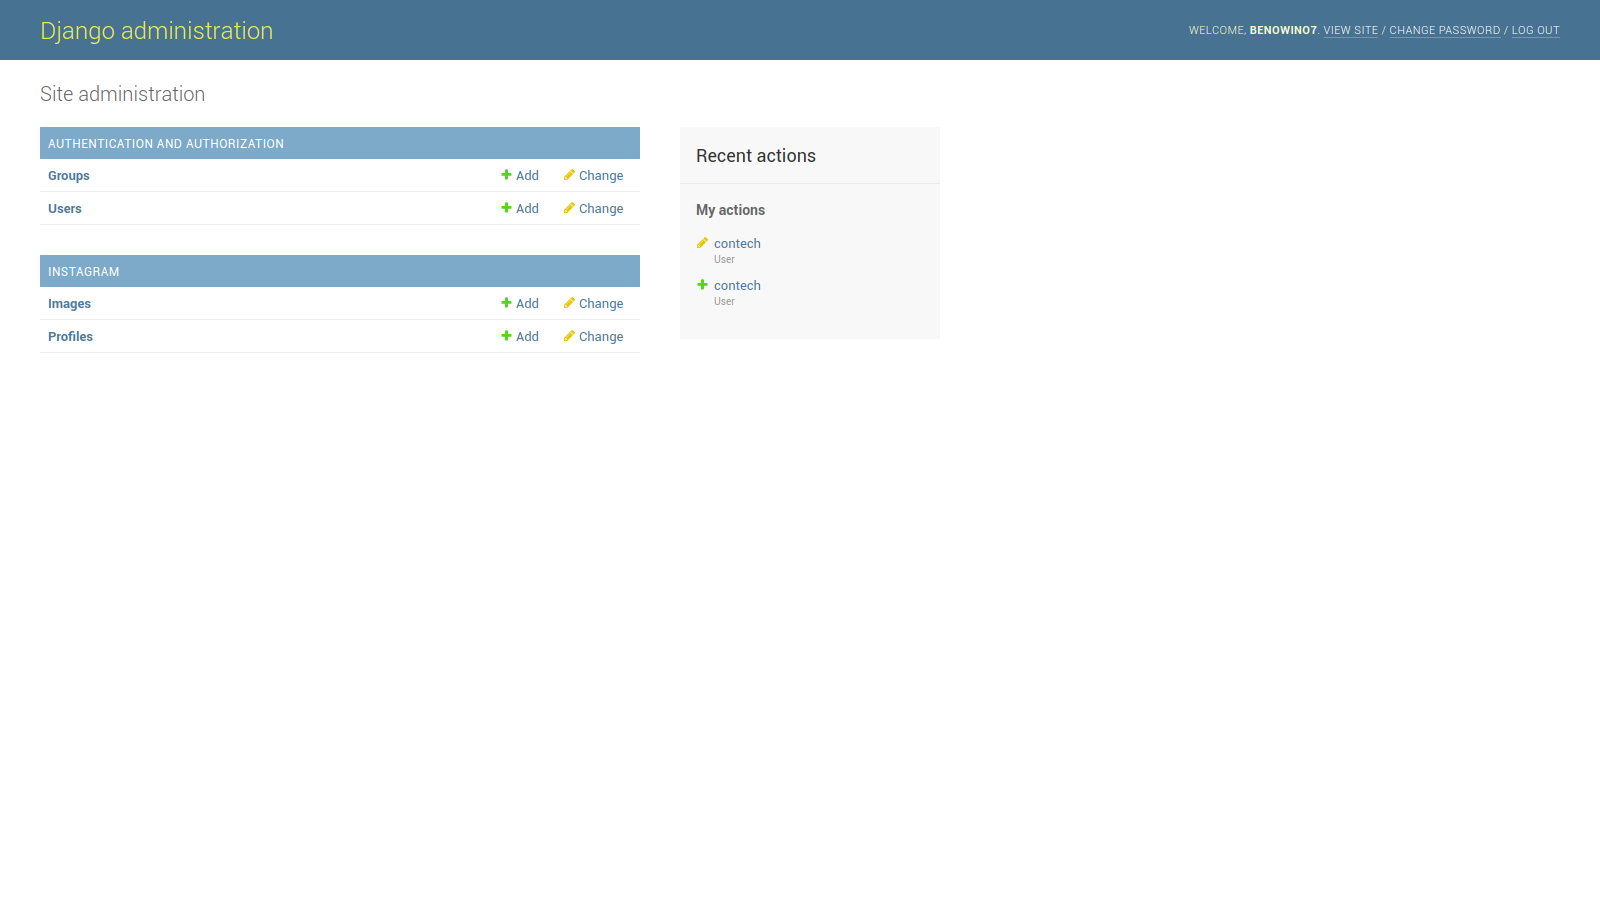 Django administration
WELCOME, BENOWINO7. VIEW SITE / CHANGE PASSWORD / LOG OUT
Site administration
AUTHENTICATION AND AUTHORIZATION
Groups Add Change
Users Add Change
INSTAGRAM
Images Add Change
Profiles Add Change
Recent actions
My actions
contech
User
contech
User